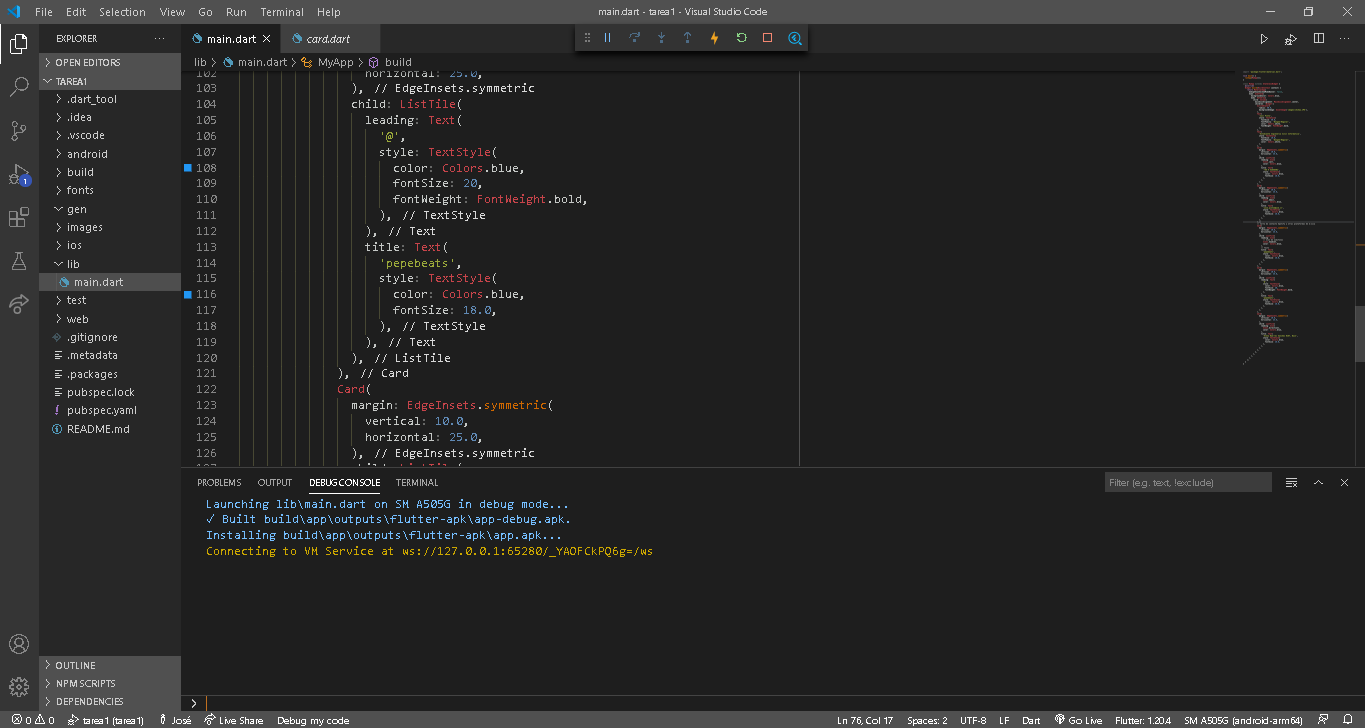 File Edit Selection View Go Run Terminal Help
main.dart - tarea1 - Visual Studio Code
EXPLORER
main.dart
card.dart
OPEN EDITORS
TAREA1
.dart_tool
.idea
.vscode
android
build
fonts
gen
images
ios
lib
main.dart
test
web
.gitignore
.metadata
.packages
pubspec.lock
pubspec.yaml
README.md
OUTLINE
NPM SCRIPTS
DEPENDENCIES
1
lib > main.dart > MyApp > build
102 horizontal: 25.0,
103 ), // EdgeInsets.symmetric
104 child: ListTile(
105 leading: Text(
106 '@',
107 style: TextStyle(
108 color: Colors.blue,
109 fontSize: 20,
110 fontWeight: FontWeight.bold,
111 ), // TextStyle
112 ), // Text
113 title: Text(
114 'pepebeats',
115 style: TextStyle(
116 color: Colors.blue,
117 fontSize: 18.0,
118 ), // TextStyle
119 ), // Text
120 ), // ListTile
121 ), // Card
122 Card(
123 margin: EdgeInsets.symmetric(
124 vertical: 10.0,
125 horizontal: 25.0,
126 ), // EdgeInsets.symmetric
PROBLEMS OUTPUT DEBUG CONSOLE TERMINAL
Filter (e.g. text, !exclude)
Launching lib\main.dart on SM A505G in debug mode...
✓ Built build\app\outputs\flutter-apk\app-debug.apk.
Installing build\app\outputs\flutter-apk\app.apk...
Connecting to VM Service at ws://127.0.0.1:65280/_YAOFCkPQ6g=/ws
0 0 tarea1 (tarea1) José Live Share Debug my code
Ln 76, Col 17 Spaces: 2 UTF-8 LF Dart Go Live Flutter: 1.20.4 SM A505G (android-arm64)